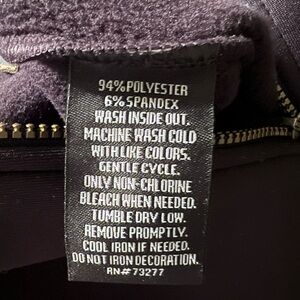 94% POLYESTER
6% SPANDEX
WASH INSIDE OUT.
MACHINE WASH COLD
WITH LIKE COLORS.
GENTLE CYCLE.
ONLY NON-CHLORINE
BLEACH WHEN NEEDED.
TUMBLE DRY LOW.
REMOVE PROMPTLY.
COOL IRON IF NEEDED.
DO NOT IRON DECORATION.
RN# 73277